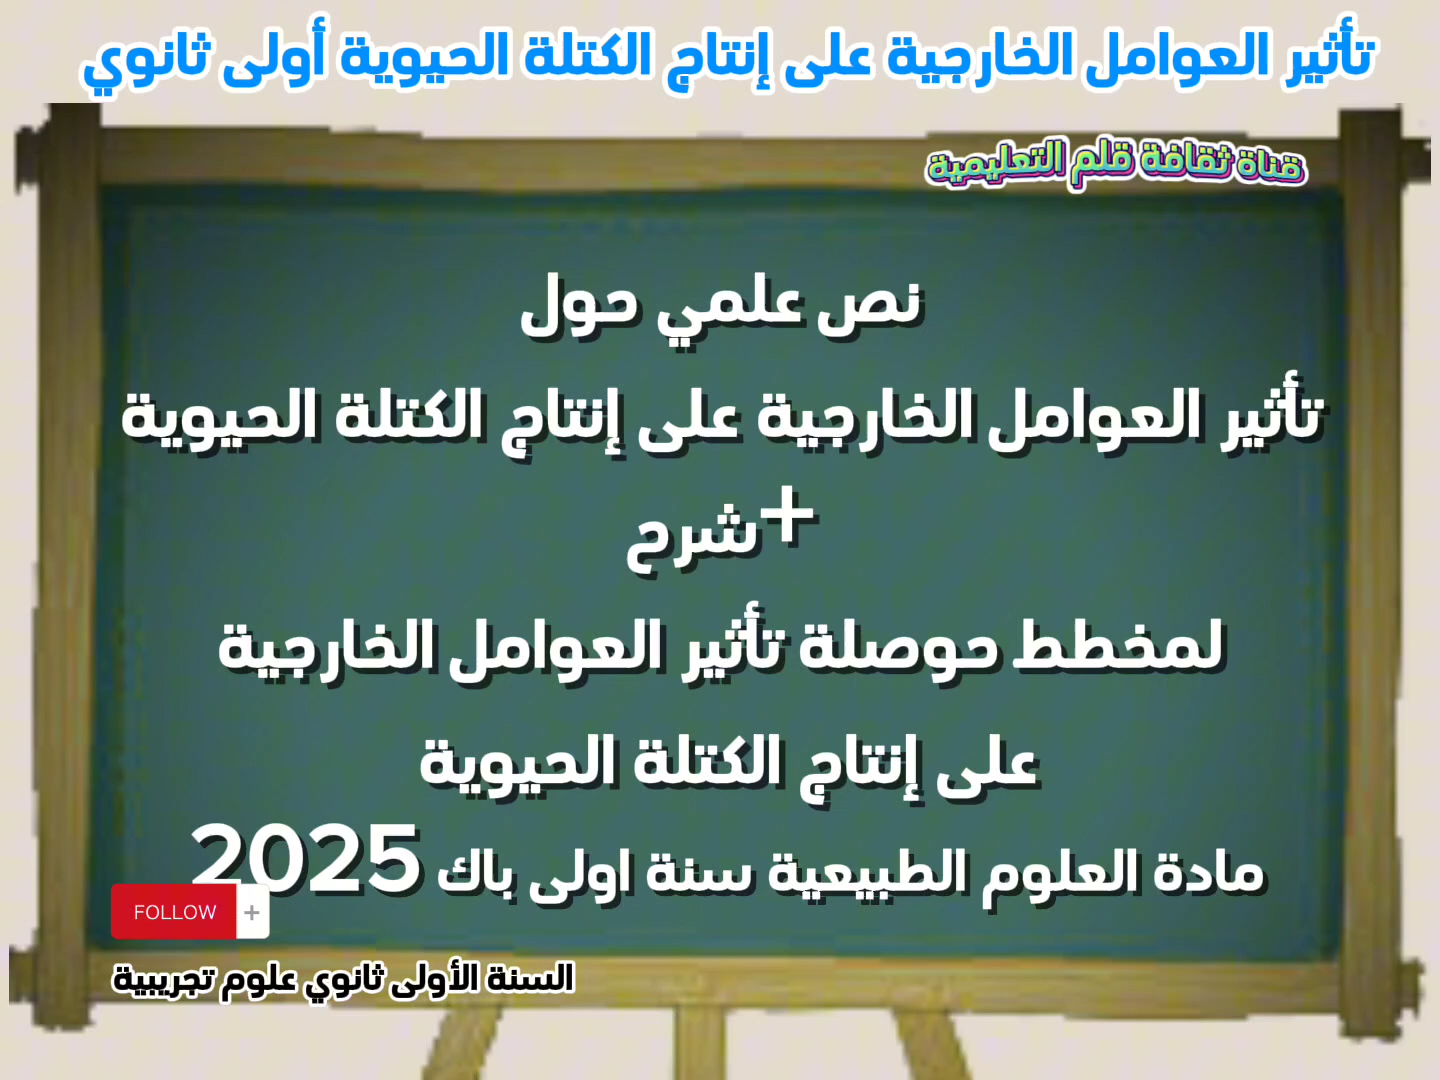 تأثير العوامل الخارجية على إنتاج الكتلة الحيوية أولى ثانوي
قناة ثقافة قلم التعليمية
نص علمي حول
تأثير العوامل الخارجية على إنتاج الكتلة الحيوية
+شرح
لمخطط حوصلة تأثير العوامل الخارجية
على إنتاج الكتلة الحيوية
مادة العلوم الطبيعية سنة اولى باك 2025
FOLLOW +
السنة الأولى ثانوي علوم تجريبية